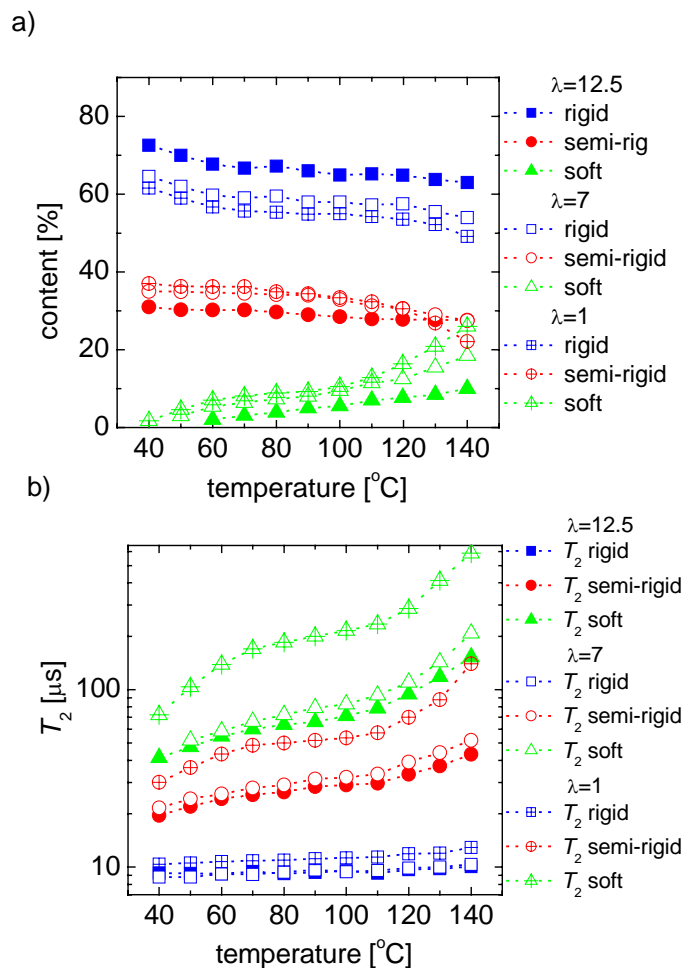 a)
λ=12.5
rigid
semi-rig
soft
λ=7
rigid
semi-rigid
soft
λ=1
rigid
semi-rigid
soft
content [%]
80
60
40
20
0
40 60 80 100 120 140
temperature [°C]
b)
λ=12.5
T2 rigid
T2 semi-rigid
T2 soft
λ=7
T2 rigid
T2 semi-rigid
T2 soft
λ=1
T2 rigid
T2 semi-rigid
T2 soft
T2 [μs]
100
10
40 60 80 100 120 140
temperature [°C]